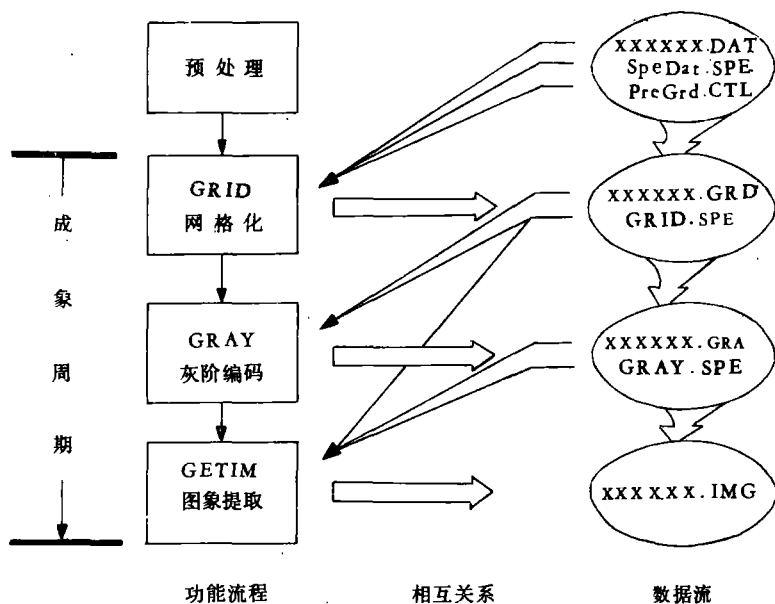 预处理
XXXXXX.DAT
SpeDat.SPE
PreGrd.CTL
GRID
网格化
XXXXXX.GRD
GRID.SPE
成象周期
GRAY
灰阶编码
XXXXXX.GRA
GRAY.SPE
GETIM
图象提取
XXXXXX.IMG
功能流程
相互关系
数据流